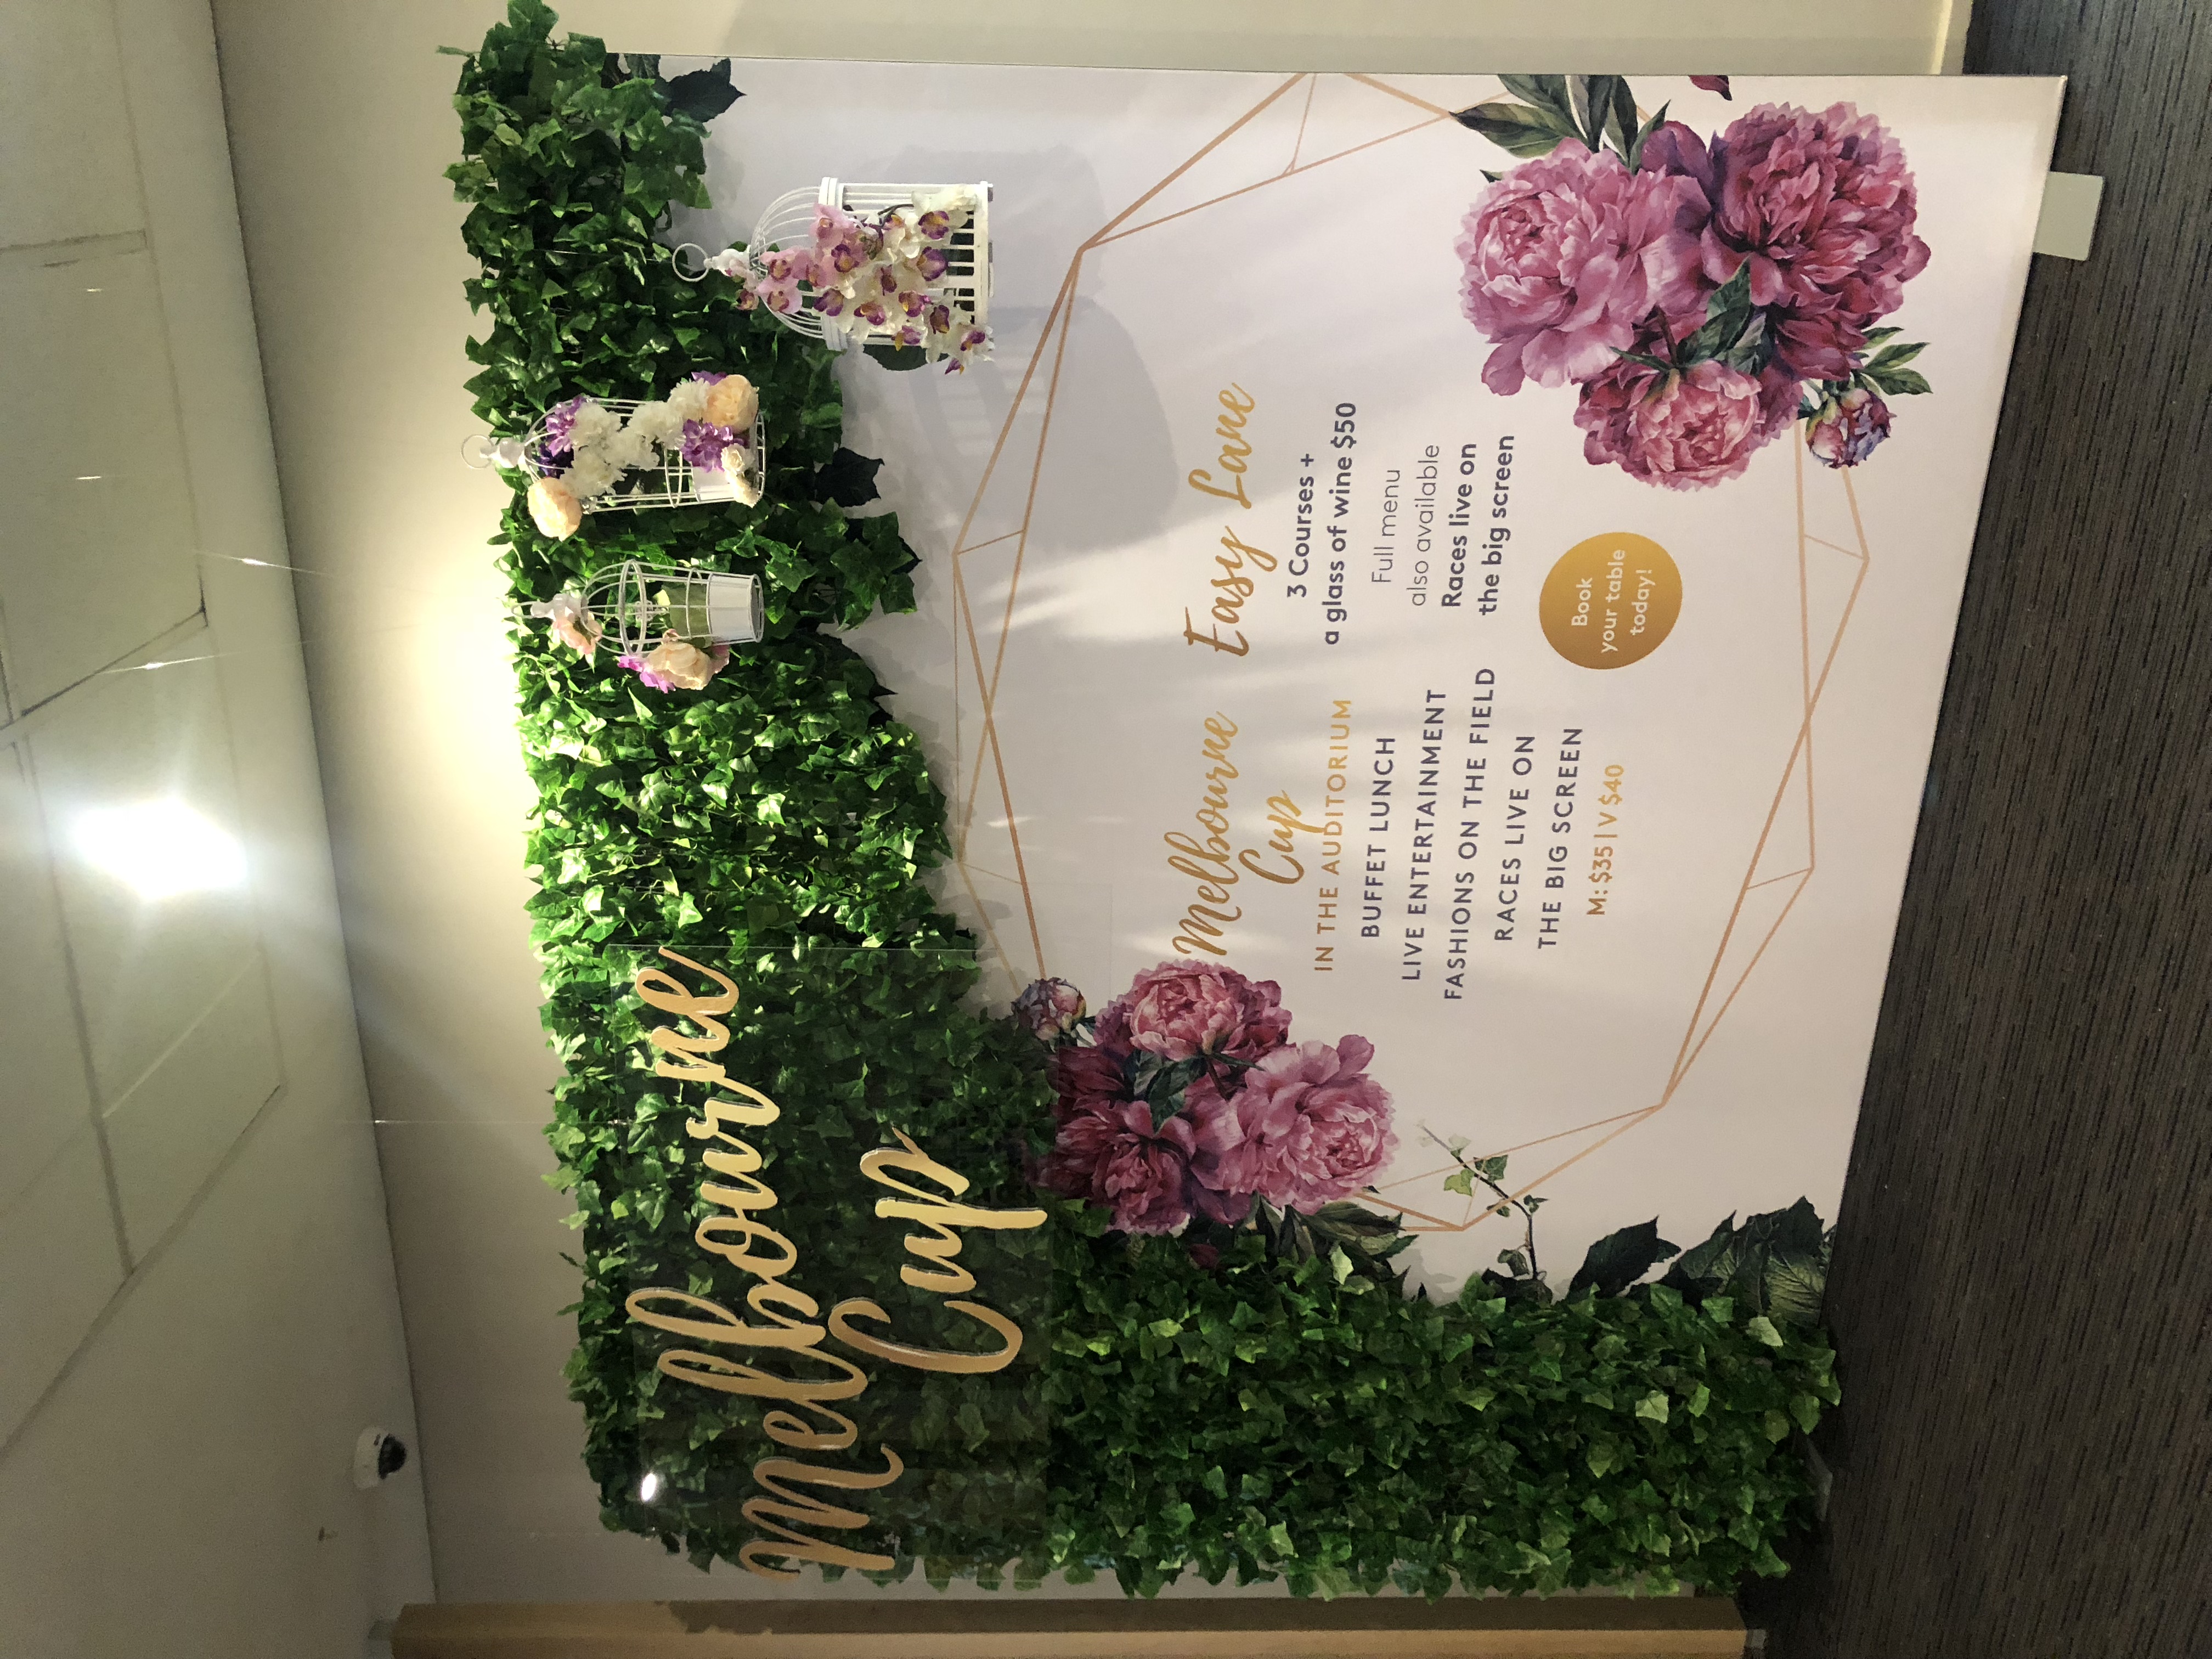 Melbourne
Cup
Melbourne
Cup
IN THE AUDITORIUM
BUFFET LUNCH
LIVE ENTERTAINMENT
FASHIONS ON THE FIELD
RACES LIVE ON
THE BIG SCREEN
M: $35 | V $40
Easy Lane
3 Courses +
a glass of wine $50
Full menu
also available
Races live on
the big screen
Book
your table
today!